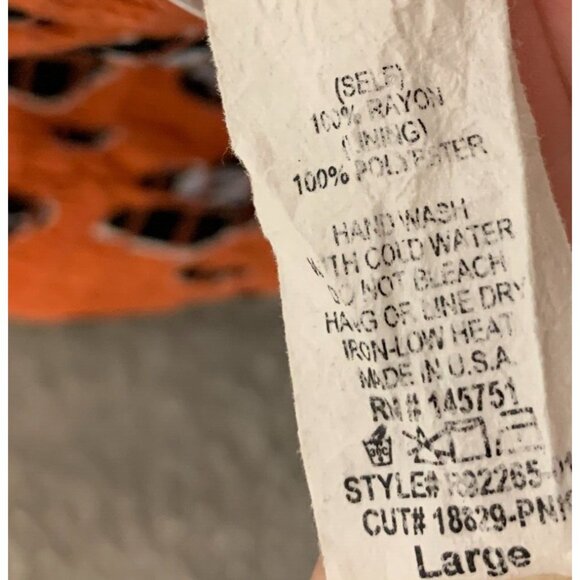 (SELF)
100% RAYON
(LINING)
100% POLYESTER
HAND WASH
WITH COLD WATER
DO NOT BLEACH
HANG OR LINE DRY
IRON-LOW HEAT
MADE IN U.S.A.
RN# 145751
STYLE#
CUT#
Large